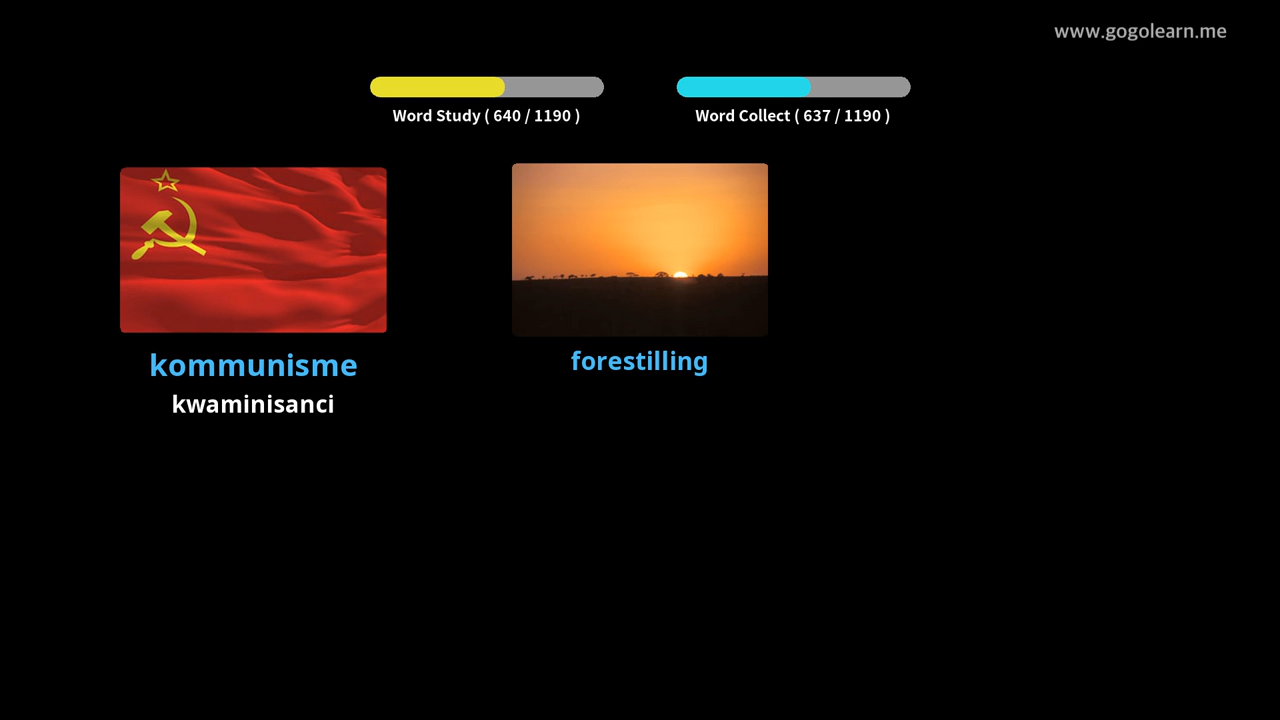 www.gogolearn.me
Word Study ( 640 / 1190 )
Word Collect ( 637 / 1190 )
kommunisme
kwaminisanci
forestilling